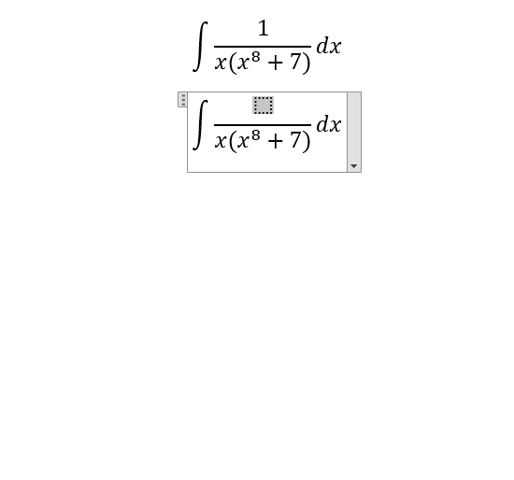 ∫ 1/(x(x⁸ + 7)) dx
∫ /(x(x⁸ + 7)) dx